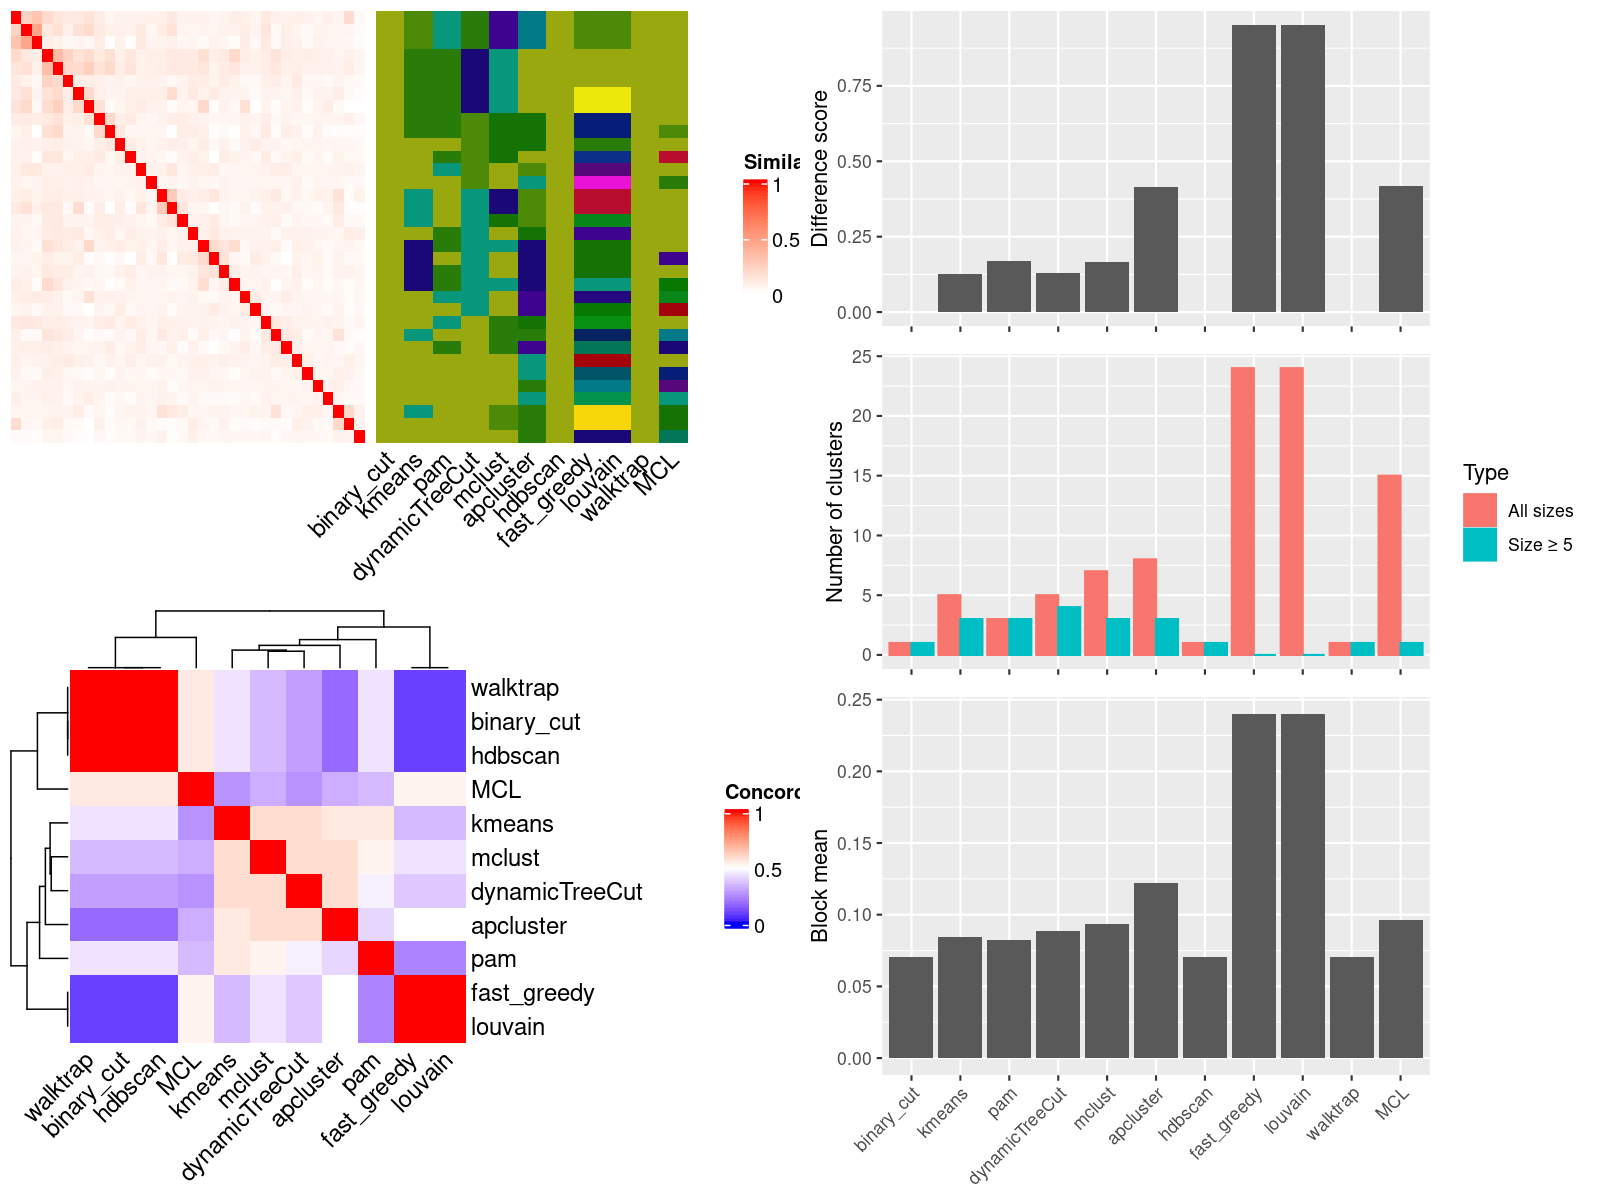 Simila
1
0.5
0
binary_cut
kmeans
pam
dynamicTreeCut
mclust
apcluster
hdbscan
fast_greedy
louvain
walktrap
MCL
walktrap
binary_cut
hdbscan
MCL
kmeans
mclust
dynamicTreeCut
apcluster
pam
fast_greedy
louvain
Concord
1
0.5
0
walktrap
binary_cut
hdbscan
MCL
kmeans
mclust
dynamicTreeCut
apcluster
pam
fast_greedy
louvain
Difference score
0.75
0.50
0.25
0.00
Number of clusters
25
20
15
10
5
0
Type
All sizes
Size ≥ 5
Block mean
0.25
0.20
0.15
0.10
0.05
0.00
binary_cut
kmeans
pam
dynamicTreeCut
mclust
apcluster
hdbscan
fast_greedy
louvain
walktrap
MCL